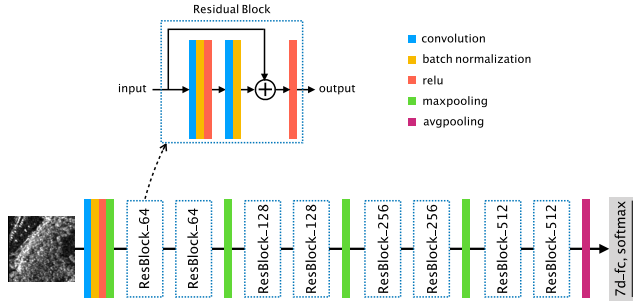 Residual Block
input
output
convolution
batch normalization
relu
maxpooling
avgpooling
ResBlock_64
ResBlock_64
ResBlock_128
ResBlock_128
ResBlock_256
ResBlock_256
ResBlock_512
ResBlock_512
7d-fc, softmax